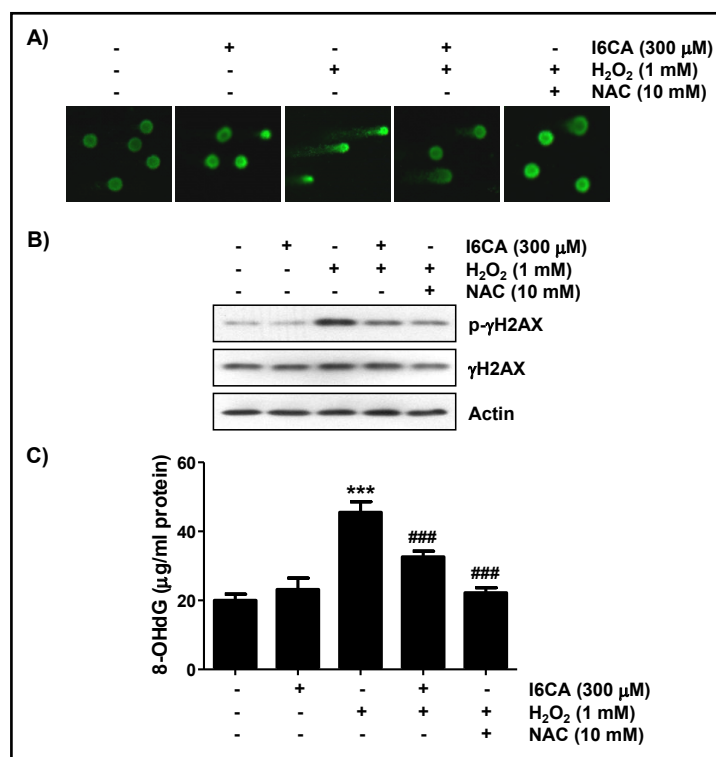 A)
- + - + - I6CA (300 μM)
- - + + + H₂O₂ (1 mM)
- - - - + NAC (10 mM)
B)
- + - + - I6CA (300 μM)
- - + + + H₂O₂ (1 mM)
- - - - + NAC (10 mM)
p-γH2AX
γH2AX
Actin
C)
8-OHdG (μg/ml protein)
60
40
20
0
***
###
###
- + - + - I6CA (300 μM)
- - + + + H₂O₂ (1 mM)
- - - - + NAC (10 mM)